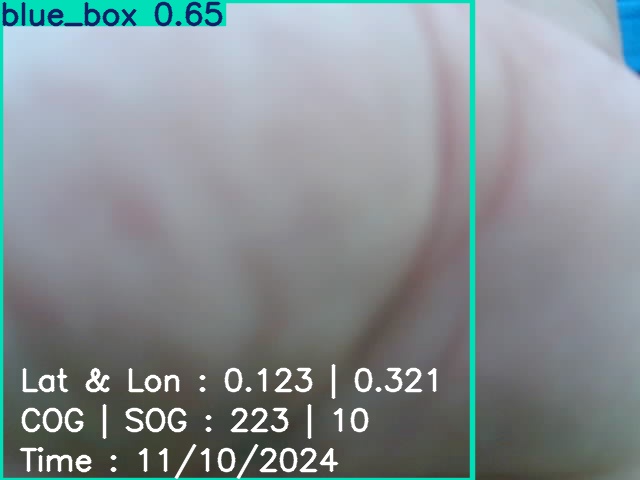 blue_box 0.65
Lat & Lon : 0.123 | 0.321
COG | SOG : 223 | 10
Time : 11/10/2024